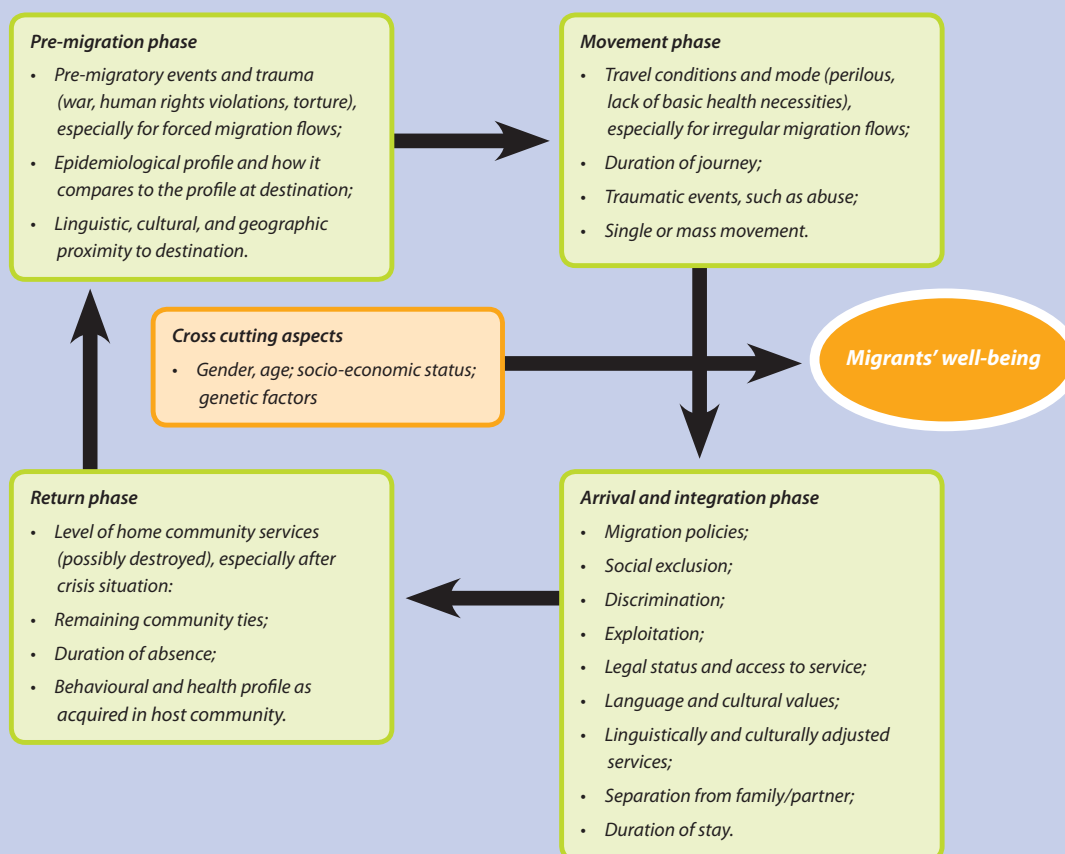 Pre-migration phase
• Pre-migratory events and trauma
(war, human rights violations, torture),
especially for forced migration flows;
• Epidemiological profile and how it
compares to the profile at destination;
• Linguistic, cultural, and geographic
proximity to destination.
Movement phase
• Travel conditions and mode (perilous,
lack of basic health necessities),
especially for irregular migration flows;
• Duration of journey;
• Traumatic events, such as abuse;
• Single or mass movement.
Cross cutting aspects
• Gender, age; socio-economic status;
genetic factors
Migrants’ well-being
Return phase
• Level of home community services
(possibly destroyed), especially after
crisis situation:
• Remaining community ties;
• Duration of absence;
• Behavioural and health profile as
acquired in host community.
Arrival and integration phase
• Migration policies;
• Social exclusion;
• Discrimination;
• Exploitation;
• Legal status and access to service;
• Language and cultural values;
• Linguistically and culturally adjusted
services;
• Separation from family/partner;
• Duration of stay.